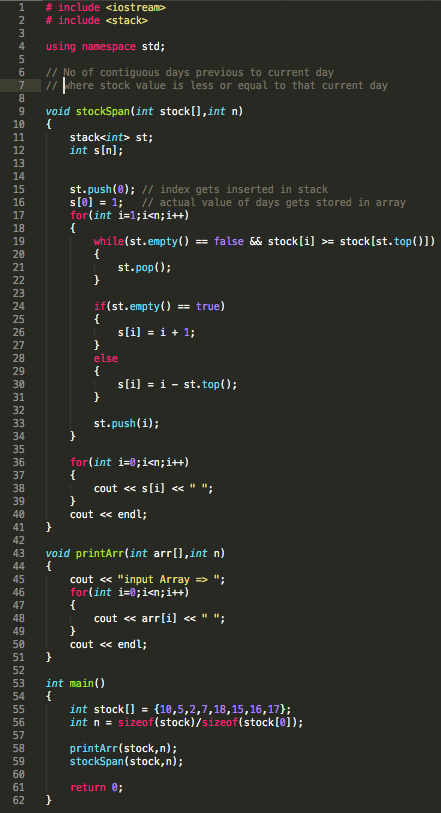 1 # include <iostream>
2 # include <stack>
3
4 using namespace std;
5
6 // No of contiguous days previous to current day
7 // where stock value is less or equal to that current day
8
9 void stockSpan(int stock[],int n)
10 {
11     stack<int> st;
12     int s[n];
13
14
15     st.push(0); // index gets inserted in stack
16     s[0] = 1;   // actual value of days gets stored in array
17     for(int i=1;i<n;i++)
18     {
19         while(st.empty() == false && stock[i] >= stock[st.top()])
20         {
21             st.pop();
22         }
23
24         if(st.empty() == true)
25         {
26             s[i] = i + 1;
27         }
28         else
29         {
30             s[i] = i - st.top();
31         }
32
33         st.push(i);
34     }
35
36     for(int i=0;i<n;i++)
37     {
38         cout << s[i] << " ";
39     }
40     cout << endl;
41 }
42
43 void printArr(int arr[],int n)
44 {
45     cout << "input Array => ";
46     for(int i=0;i<n;i++)
47     {
48         cout << arr[i] << " ";
49     }
50     cout << endl;
51 }
52
53 int main()
54 {
55     int stock[] = {10,5,2,7,18,15,16,17};
56     int n = sizeof(stock)/sizeof(stock[0]);
57
58     printArr(stock,n);
59     stockSpan(stock,n);
60
61     return 0;
62 }